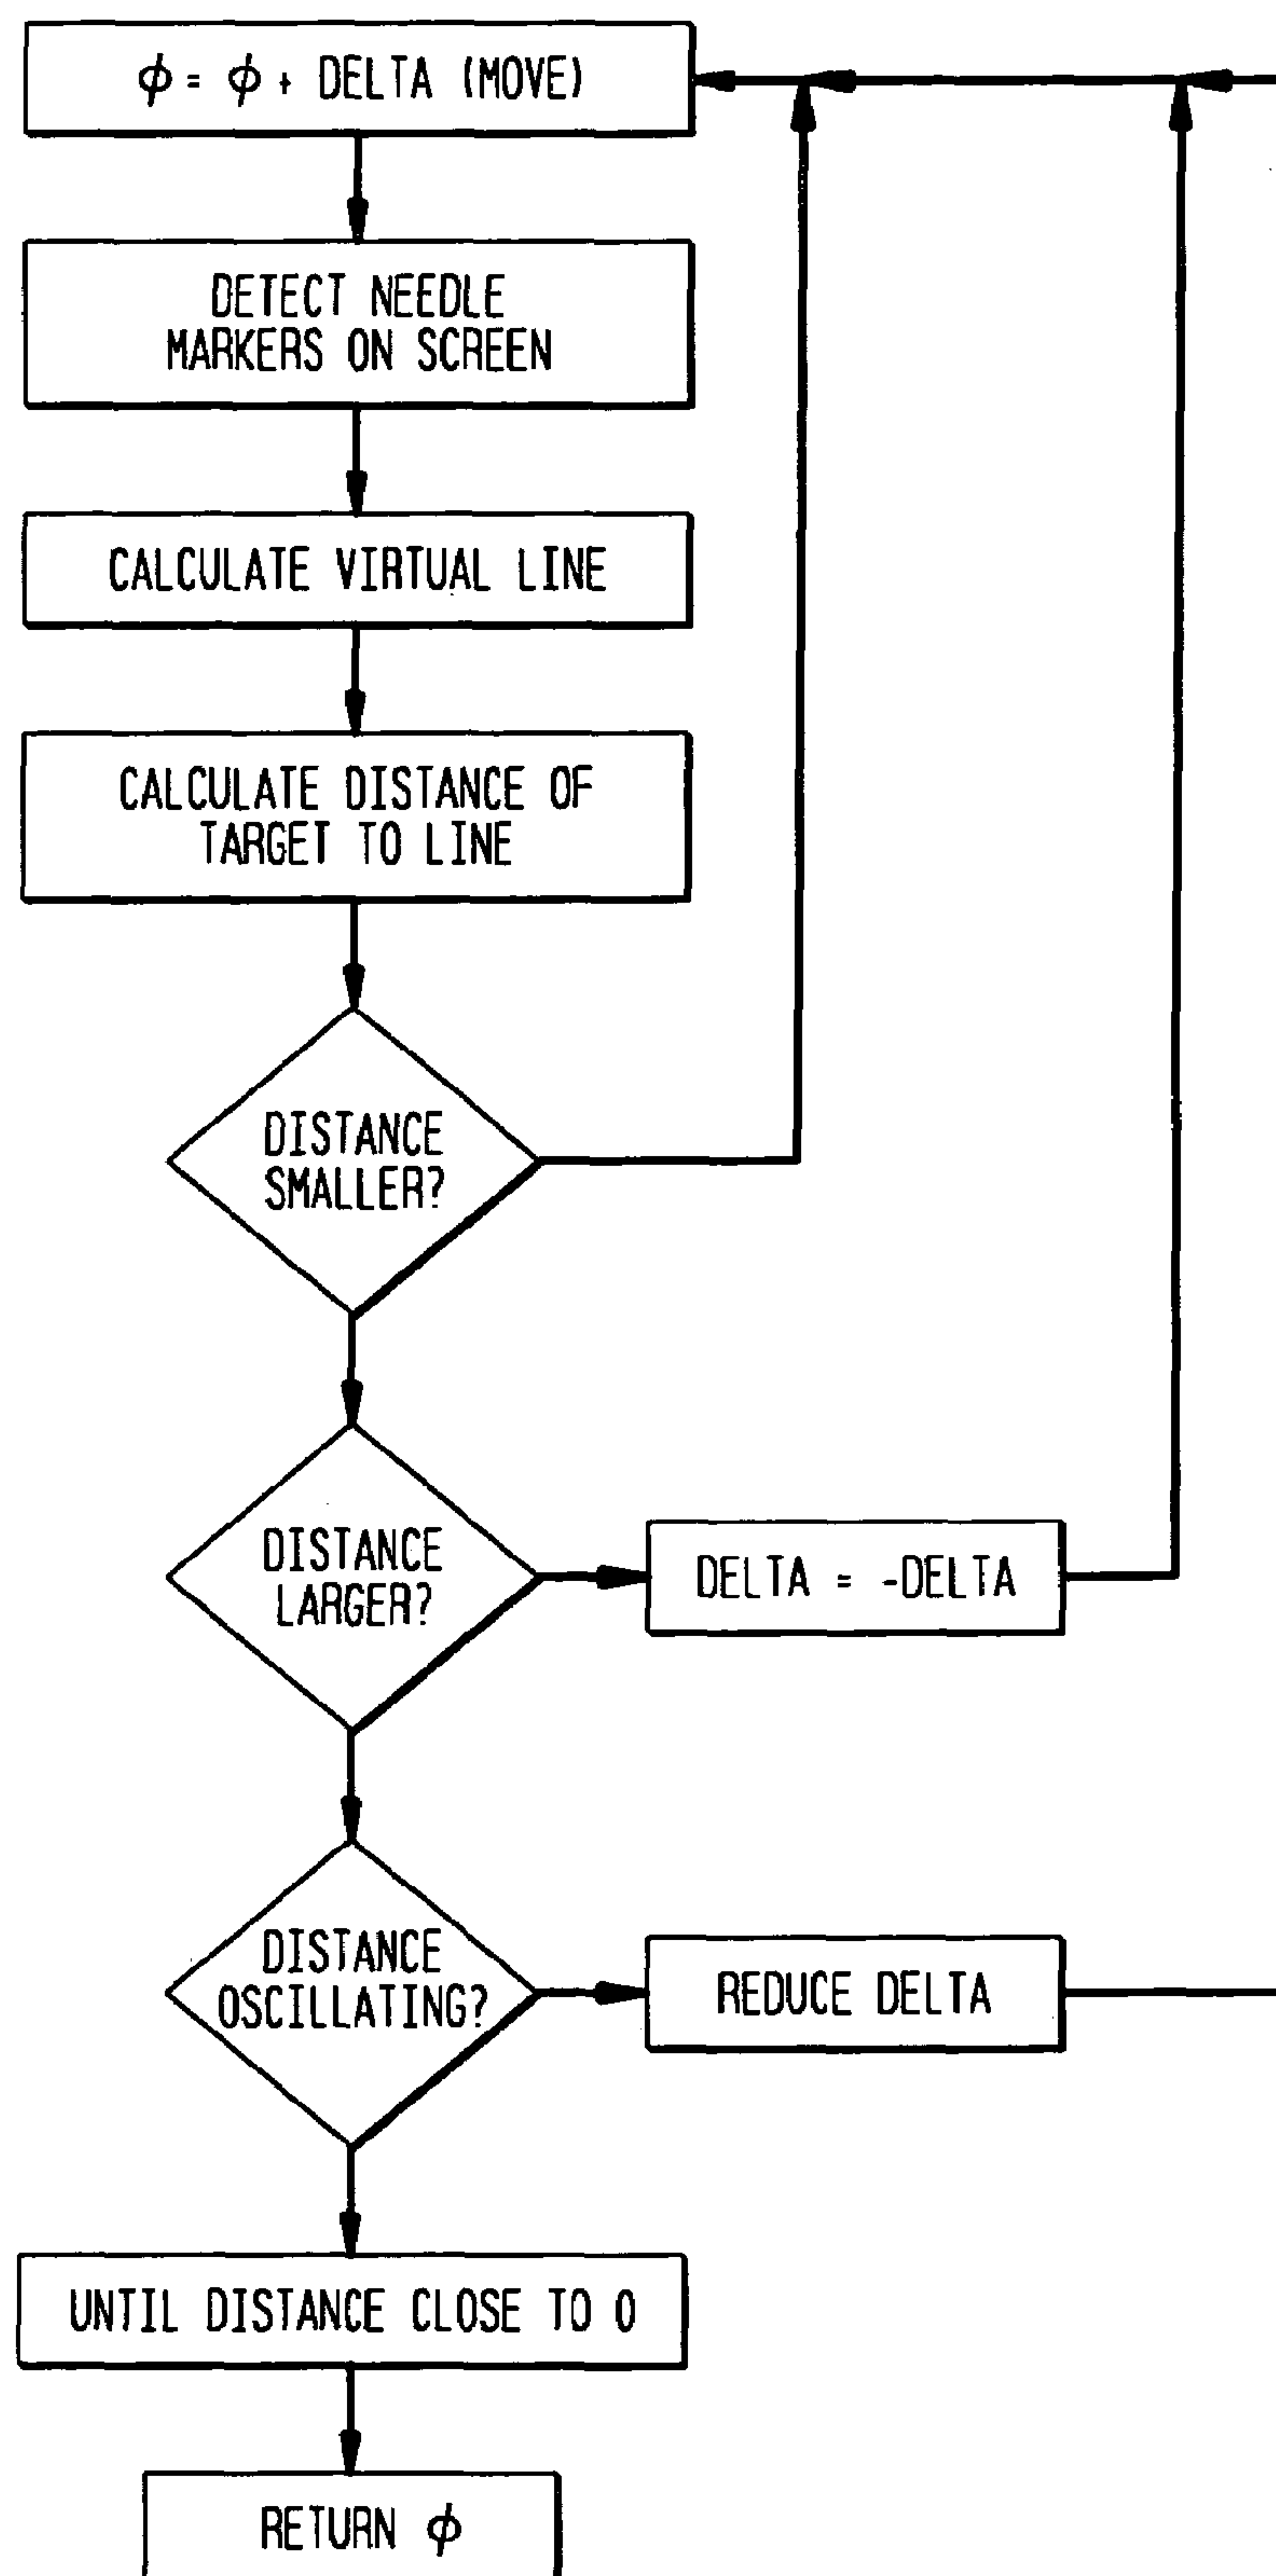 ϕ = ϕ + DELTA (MOVE)
DETECT NEEDLE
MARKERS ON SCREEN
CALCULATE VIRTUAL LINE
CALCULATE DISTANCE OF
TARGET TO LINE
DISTANCE
SMALLER?
DISTANCE
LARGER?
DELTA = -DELTA
DISTANCE
OSCILLATING?
REDUCE DELTA
UNTIL DISTANCE CLOSE TO 0
RETURN ϕ